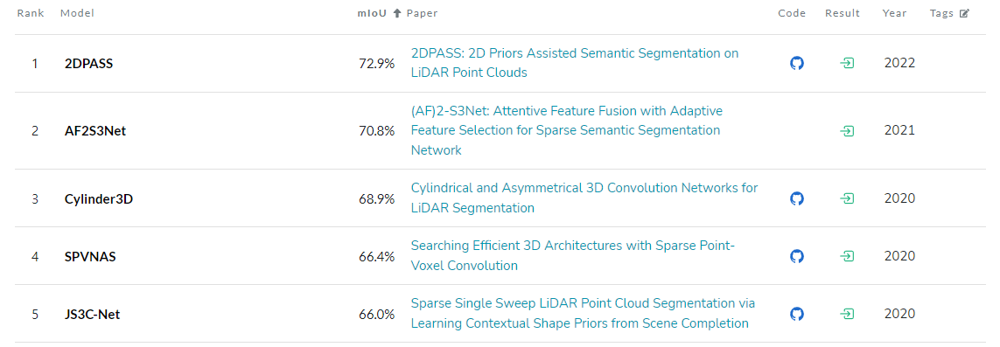 Rank Model mIoU Paper Code Result Year Tags
1 2DPASS 72.9% 2DPASS: 2D Priors Assisted Semantic Segmentation on
LiDAR Point Clouds 2022
2 AF2S3Net 70.8% (AF)2-S3Net: Attentive Feature Fusion with Adaptive
Feature Selection for Sparse Semantic Segmentation
Network 2021
3 Cylinder3D 68.9% Cylindrical and Asymmetrical 3D Convolution Networks for
LiDAR Segmentation 2020
4 SPVNAS 66.4% Searching Efficient 3D Architectures with Sparse Point-
Voxel Convolution 2020
5 JS3C-Net 66.0% Sparse Single Sweep LiDAR Point Cloud Segmentation via
Learning Contextual Shape Priors from Scene Completion 2020